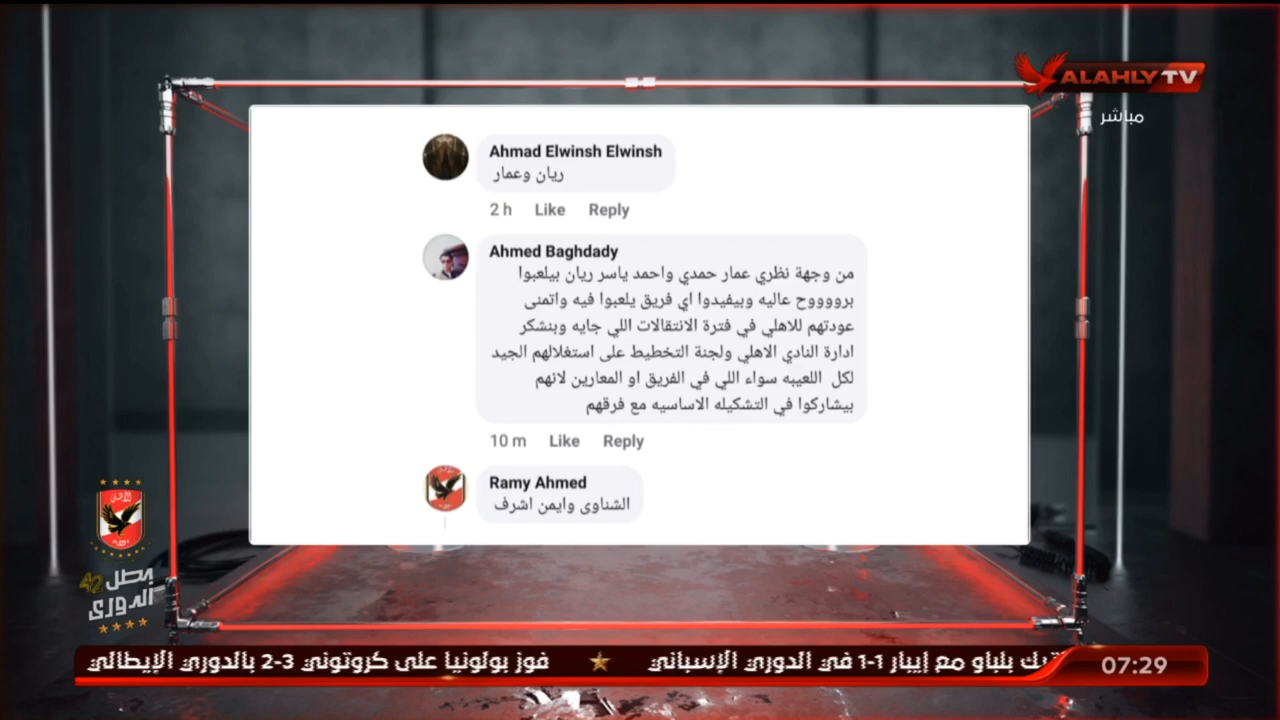 ALAHLY TV
مباشر
Ahmad Elwinsh Elwinsh
ريان وعمار
2 h Like Reply
Ahmed Baghdady
من وجهة نظري عمار حمدي واحمد ياسر ريان بيلعبوا
بروووووح عاليه وبيفيدوا اي فريق يلعبوا فيه واتمنى
عودتهم للاهلي في فترة الانتقالات اللي جايه وبنشكر
ادارة النادي الاهلي ولجنة التخطيط على استغلالهم الجيد
لكل اللعيبه سواء اللي في الفريق او المعارين لانهم
بيشاركوا في التشكيله الاساسيه مع فرقهم
10 m Like Reply
Ramy Ahmed
الشناوى وايمن اشرف
بطل 42
الدوري
بلباو مع إيبار 1-1 في الدوري الإسباني ★ فوز بولونيا على كروتوني 3-2 بالدوري الإيطالي
07:29